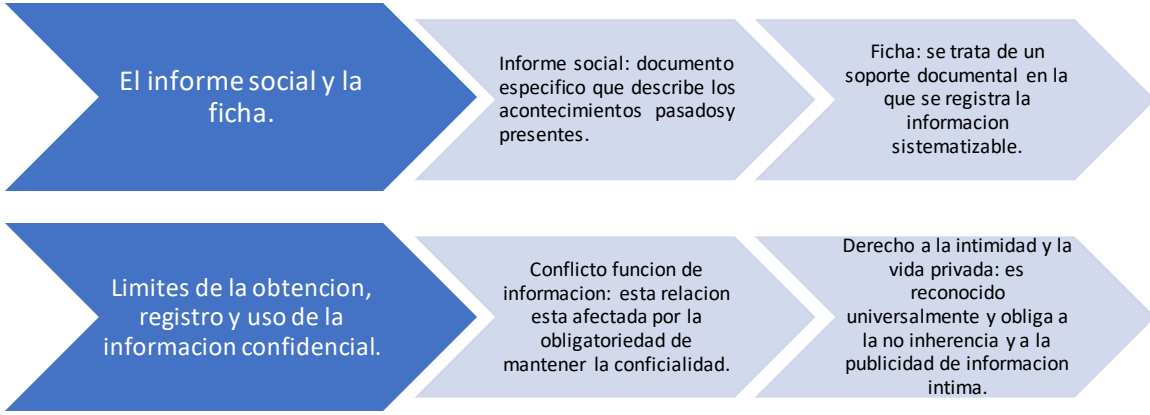 El informe social y la
ficha.
Informe social: documento
especifico que describe los
acontecimientos pasadosy
presentes.
Ficha: se trata de un
soporte documental en la
que se registra la
informacion
sistematizable.
Limites de la obtencion,
registro y uso de la
informacion confidencial.
Conflicto funcion de
informacion: esta relacion
esta afectada por la
obligatoriedad de
mantener la conficialidad.
Derecho a la intimidad y la
vida privada: es
reconocido
universalmente y obliga a
la no inherencia y a la
publicidad de informacion
intima.